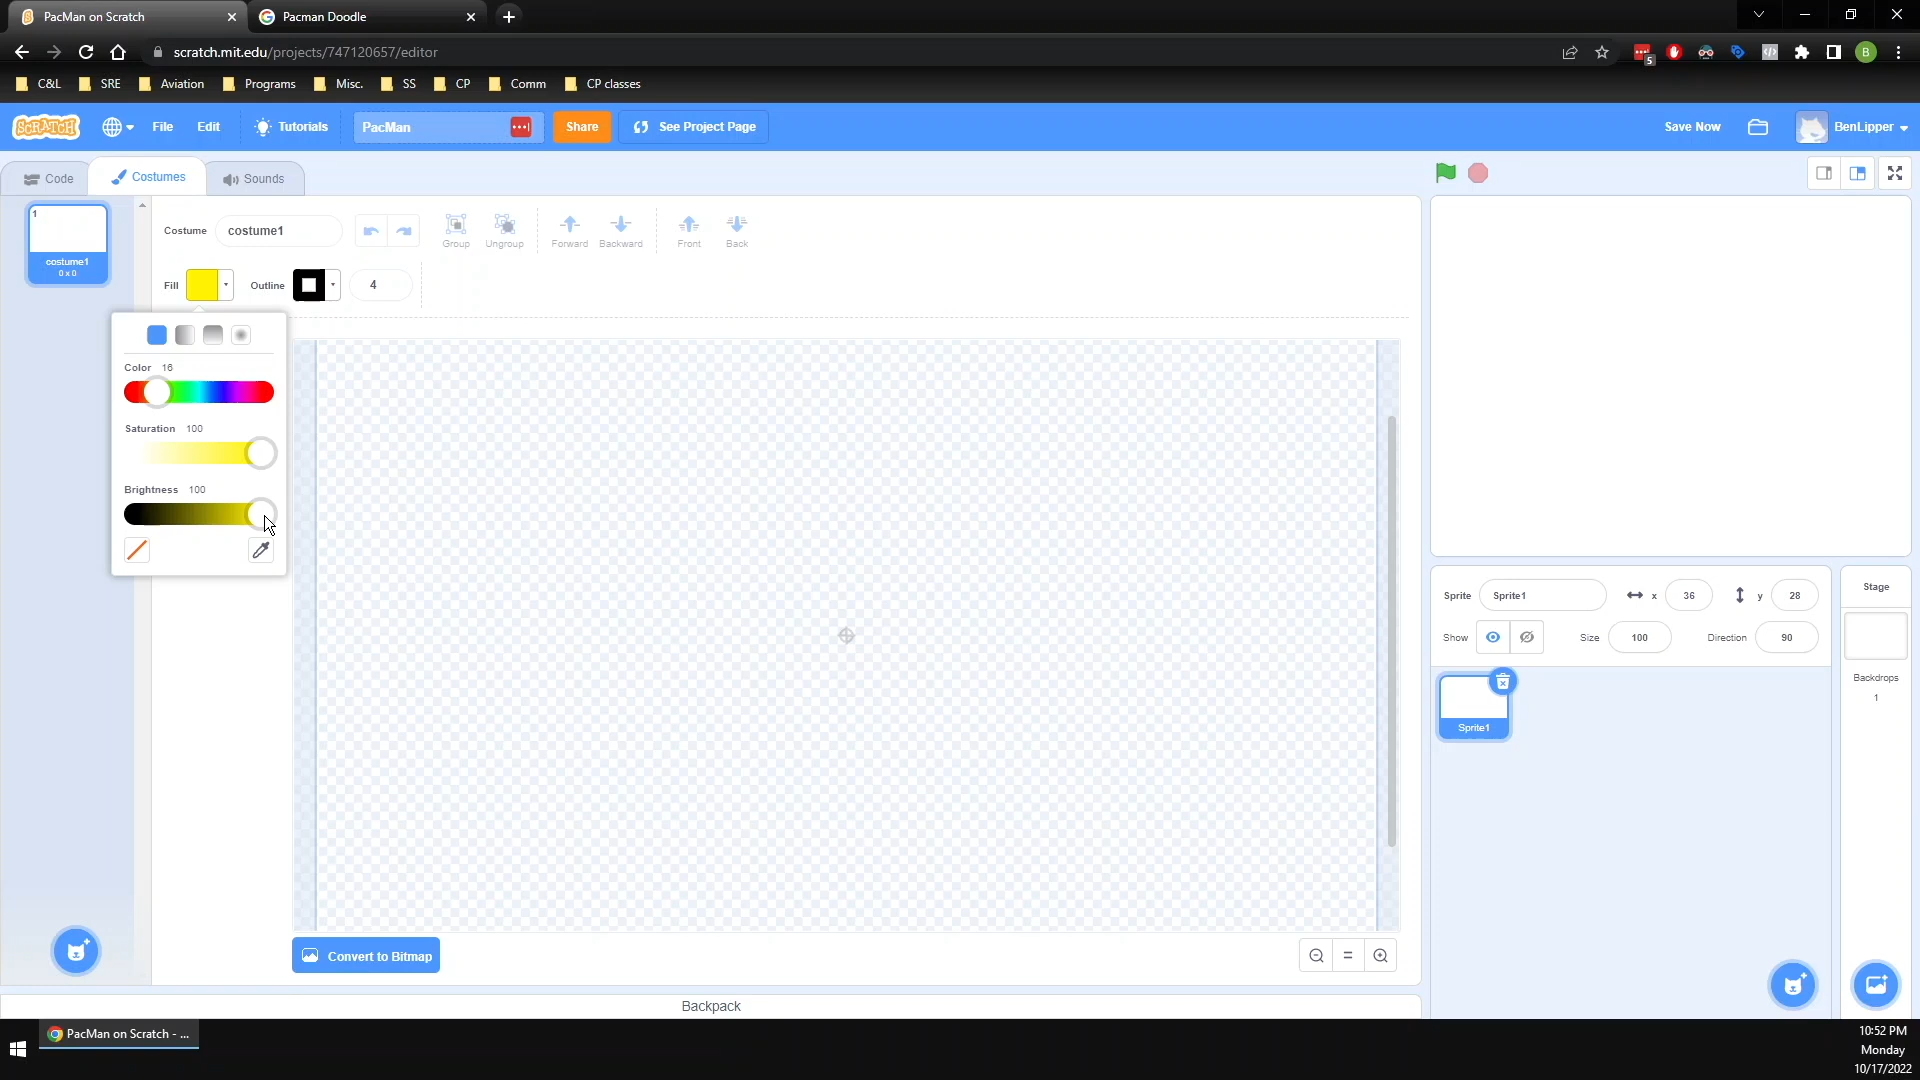 PacMan on Scratch
Pacman Doodle
scratch.mit.edu/projects/747120657/editor
5
B
C&L
SRE
Aviation
Programs
Misc.
SS
CP
Comm
CP classes
SCRATCH
File
Edit
Tutorials
PacMan
Share
See Project Page
Save Now
BenLipper
Code
Costumes
Sounds
1
costume1
0 x 0
Costume
costume1
Group
Ungroup
Forward
Backward
Front
Back
Fill
Outline
4
Color 16
Saturation 100
Brightness 100
Convert to Bitmap
Backpack
Sprite
Sprite1
x
36
y
28
Show
Size
100
Direction
90
Sprite1
Stage
Backdrops
1
PacMan on Scratch - ...
10:52 PM
Monday
10/17/2022